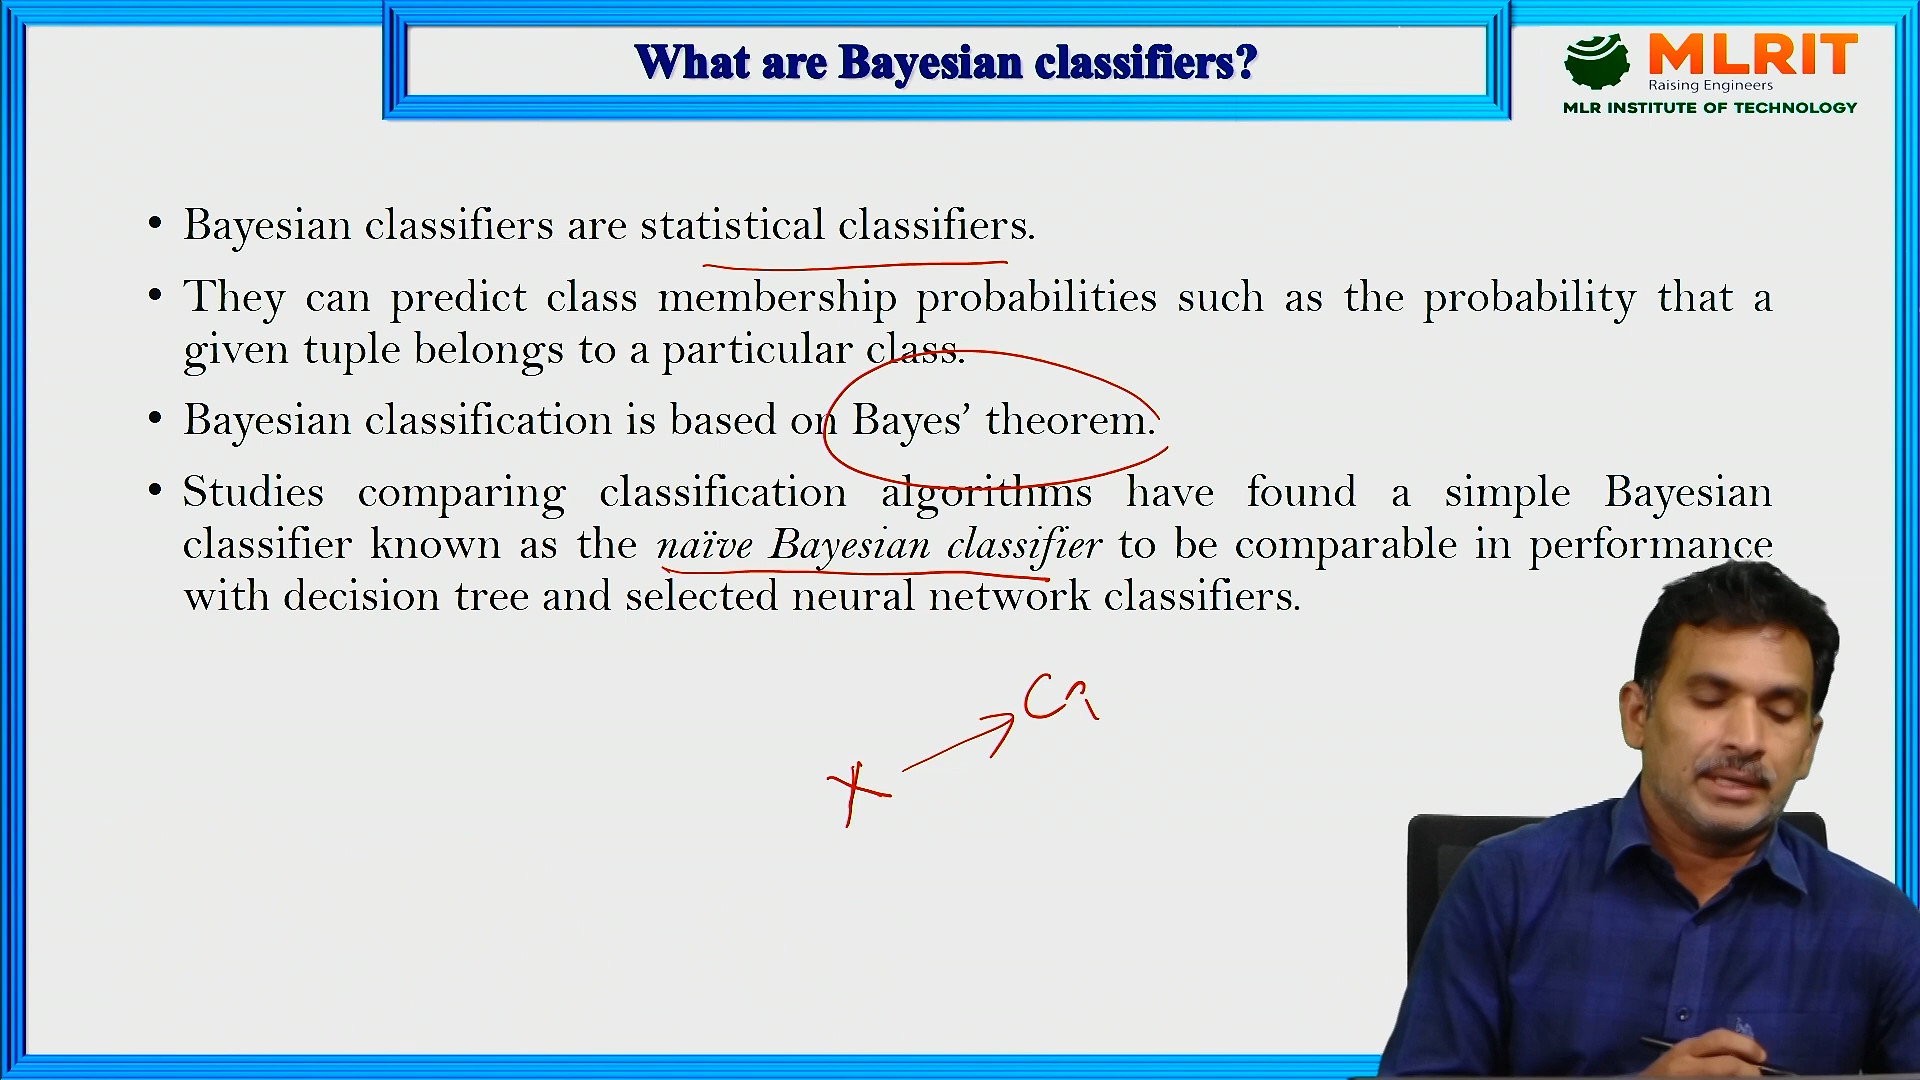 What are Bayesian classifiers?
MLRIT
Raising Engineers
MLR INSTITUTE OF TECHNOLOGY
• Bayesian classifiers are statistical classifiers.
• They can predict class membership probabilities such as the probability that a
given tuple belongs to a particular class.
• Bayesian classification is based on Bayes’ theorem.
• Studies comparing classification algorithms have found a simple Bayesian
classifier known as the naïve Bayesian classifier to be comparable in performance
with decision tree and selected neural network classifiers.
X